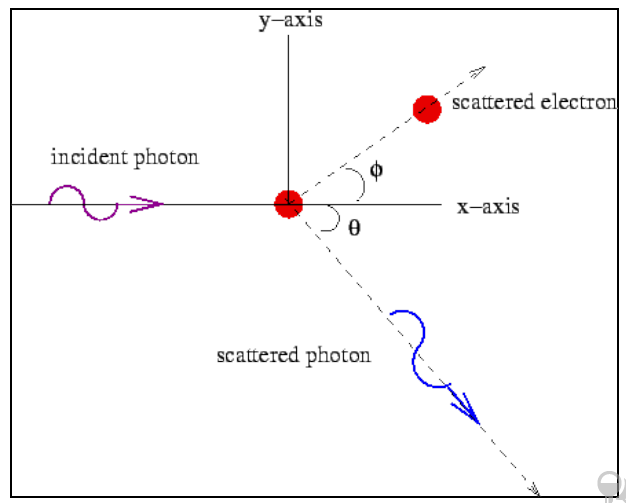 y-axis
scattered electron
incident photon
ϕ
x-axis
θ
scattered photon